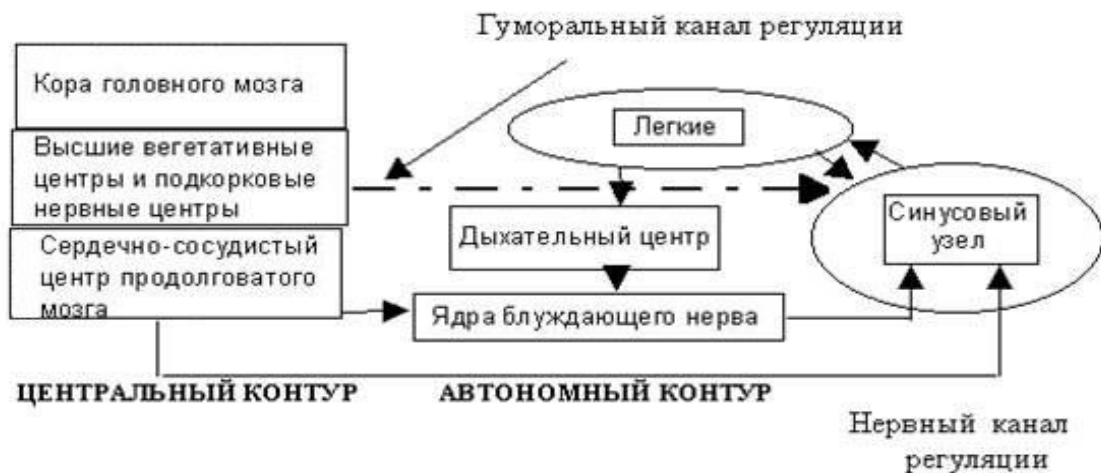 Гуморальный канал регуляции
Кора головного мозга
Высшие вегетативные
центры и подкорковые
нервные центры
Сердечно-сосудистый
центр продолговатого
мозга
Легкие
Дыхательный центр
Ядра блуждающего нерва
Синусовый
узел
ЦЕНТРАЛЬНЫЙ КОНТУР
АВТОНОМНЫЙ КОНТУР
Нервный канал
регуляции